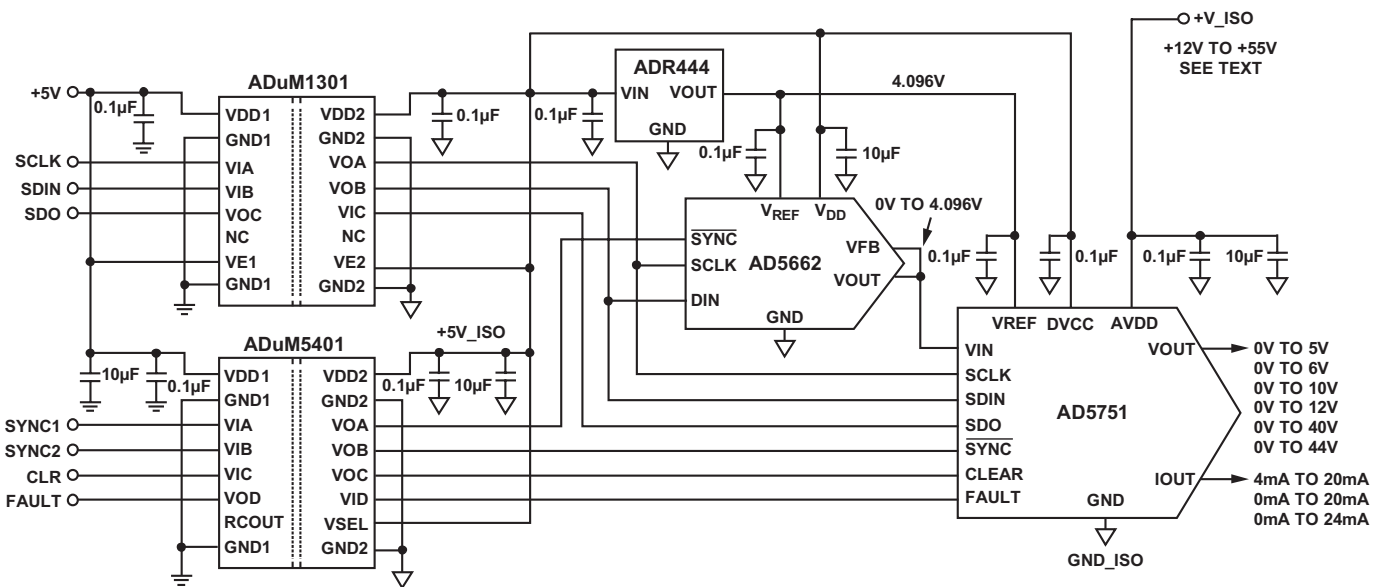 +V_ISO
+12V TO +55V
SEE TEXT
ADuM1301
+5V
0.1µF
VDD1
GND1
VIA
VIB
VOC
NC
VE1
GND1
VDD2
GND2
VOA
VOB
VIC
NC
VE2
GND2
SCLK
SDIN
SDO
0.1µF
0.1µF
ADR444
VIN
VOUT
GND
4.096V
0.1µF
10µF
VREF
VDD
SYNC
SCLK
DIN
AD5662
VFB
VOUT
GND
0V TO 4.096V
0.1µF
0.1µF
0.1µF
10µF
ADuM5401
10µF
0.1µF
VDD1
GND1
VIA
VIB
VIC
VOD
RCOUT
GND1
VDD2
GND2
VOA
VOB
VOC
VID
VSEL
GND2
SYNC1
SYNC2
CLR
FAULT
+5V_ISO
0.1µF
10µF
VREF
DVCC
AVDD
VIN
SCLK
SDIN
SDO
SYNC
CLEAR
FAULT
AD5751
VOUT
IOUT
GND
GND_ISO
0V TO 5V
0V TO 6V
0V TO 10V
0V TO 12V
0V TO 40V
0V TO 44V
4mA TO 20mA
0mA TO 20mA
0mA TO 24mA